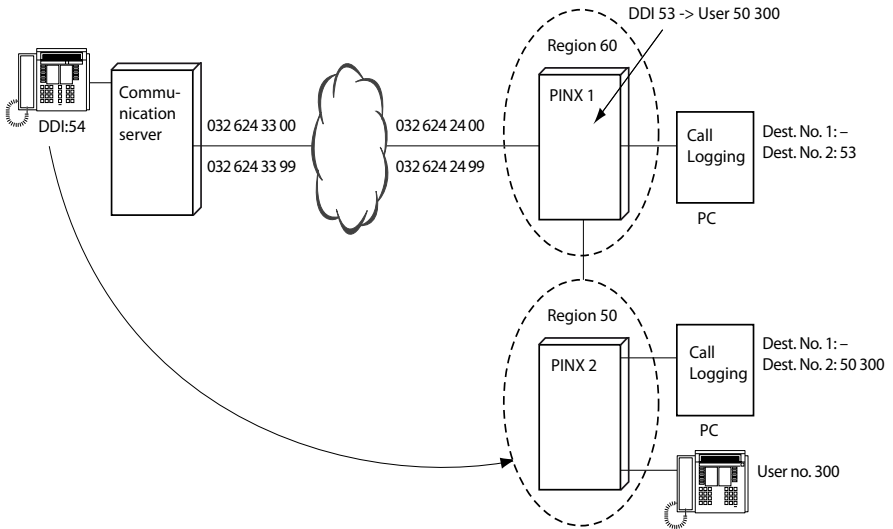 DDI 53 -> User 50 300
Region 60
PINX 1
Commu-
nication
server
DDI:54
032 624 33 00
032 624 33 99
032 624 24 00
032 624 24 99
Call
Logging
PC
Dest. No. 1: –
Dest. No. 2: 53
Region 50
PINX 2
Call
Logging
PC
Dest. No. 1: –
Dest. No. 2: 50 300
User no. 300